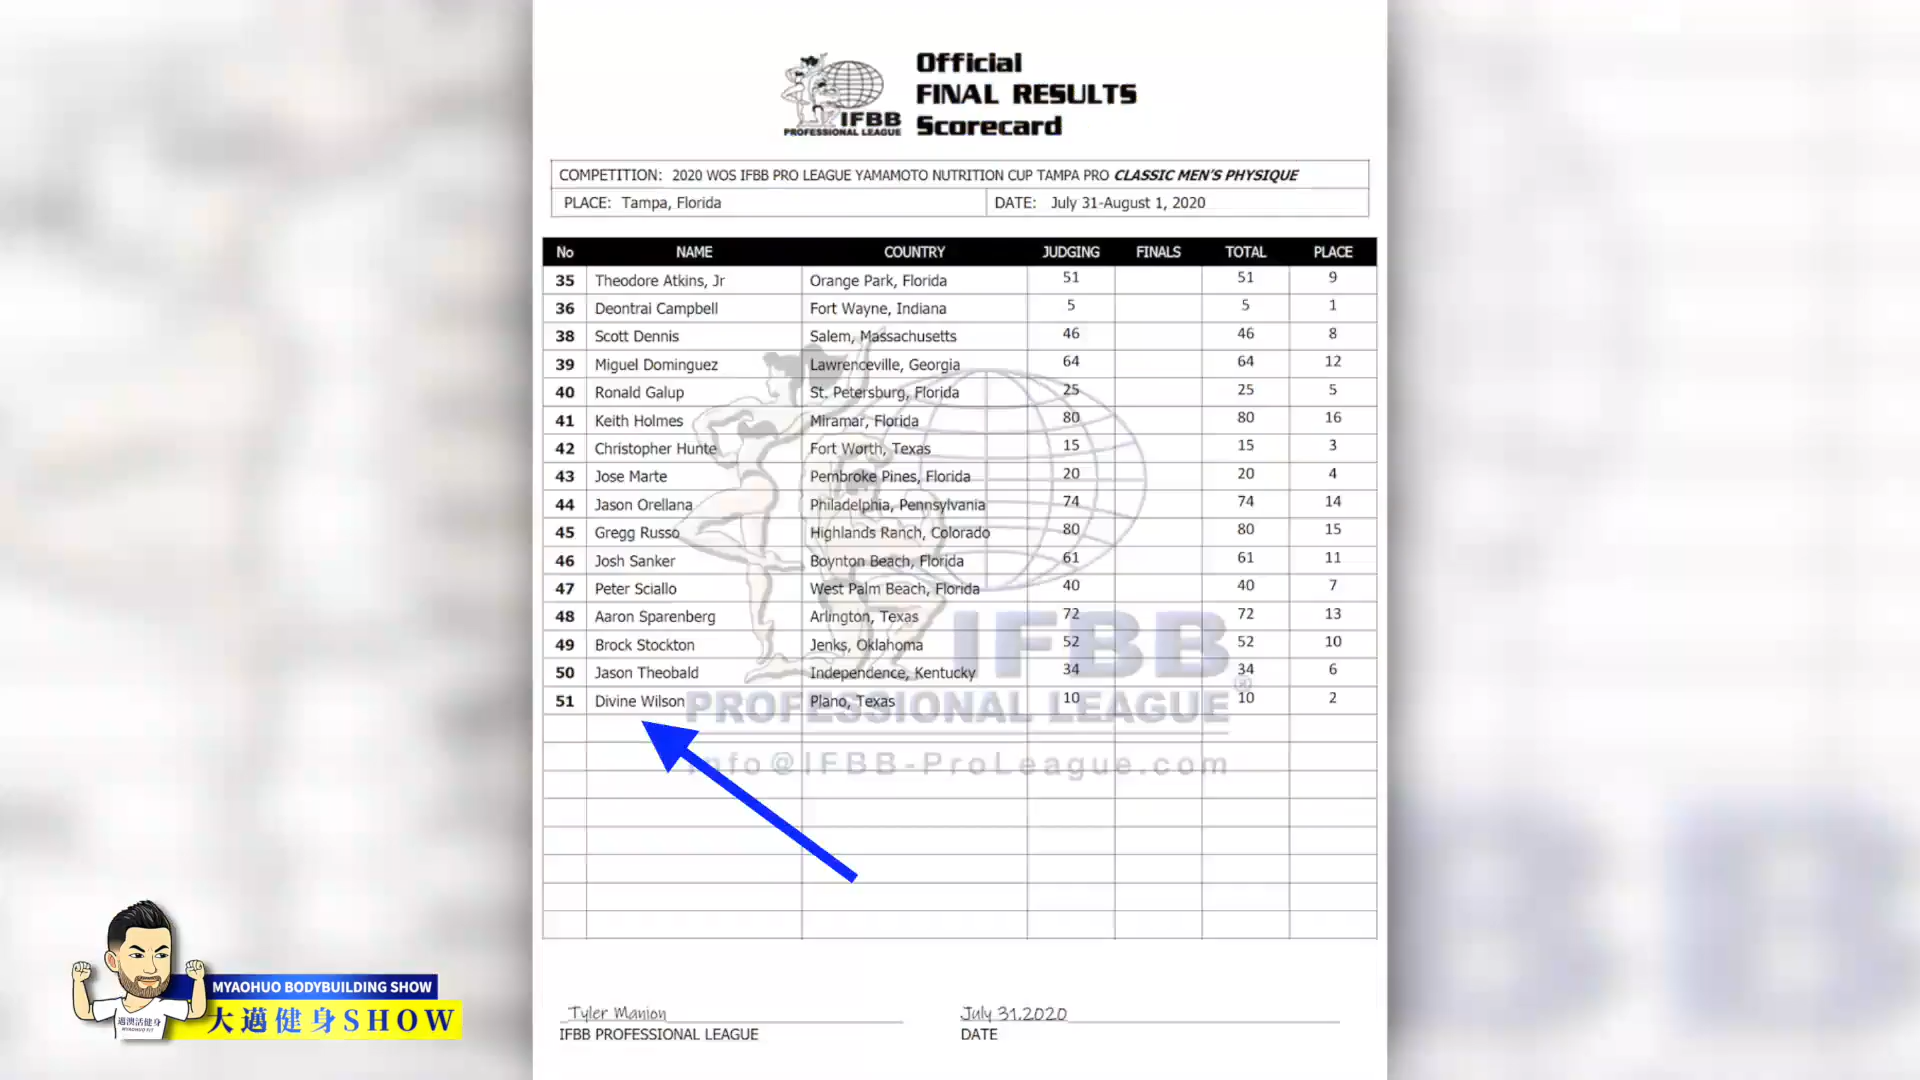 Official
FINAL RESULTS
Scorecard
IFBB
PROFESSIONAL LEAGUE
COMPETITION: 2020 WOS IFBB PRO LEAGUE YAMAMOTO NUTRITION CUP TAMPA PRO CLASSIC MEN'S PHYSIQUE
PLACE: Tampa, Florida DATE: July 31-August 1, 2020
No NAME COUNTRY JUDGING FINALS TOTAL PLACE
35 Theodore Atkins, Jr Orange Park, Florida 51 51 9
36 Deontrai Campbell Fort Wayne, Indiana 5 5 1
38 Scott Dennis Salem, Massachusetts 46 46 8
39 Miguel Dominguez Lawrenceville, Georgia 64 64 12
40 Ronald Galup St. Petersburg, Florida 25 25 5
41 Keith Holmes Miramar, Florida 80 80 16
42 Christopher Hunte Fort Worth, Texas 15 15 3
43 Jose Marte Pembroke Pines, Florida 20 20 4
44 Jason Orellana Philadelphia, Pennsylvania 74 74 14
45 Gregg Russo Highlands Ranch, Colorado 80 80 15
46 Josh Sanker Boynton Beach, Florida 61 61 11
47 Peter Sciallo West Palm Beach, Florida 40 40 7
48 Aaron Sparenberg Arlington, Texas 72 72 13
49 Brock Stockton Jenks, Oklahoma 52 52 10
50 Jason Theobald Independence, Kentucky 34 34 6
51 Divine Wilson Plano, Texas 10 10 2
IFBB
PROFESSIONAL LEAGUE ®
info@IFBB-ProLeague.com
Tyler Manion July 31.2020
IFBB PROFESSIONAL LEAGUE DATE
MYAOHUO BODYBUILDING SHOW
大邁健身SHOW
邁澳活健身
MYAOHUO FIT